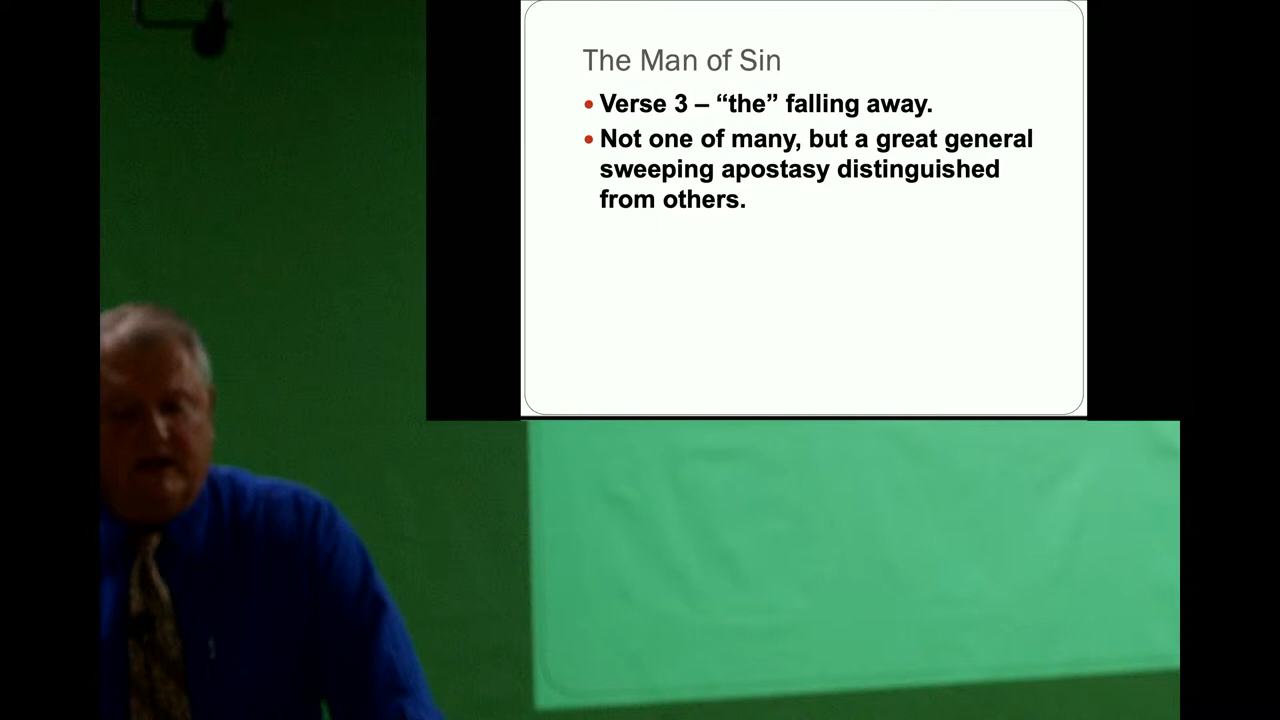 The Man of Sin
• Verse 3 – “the” falling away.
• Not one of many, but a great general
sweeping apostasy distinguished
from others.